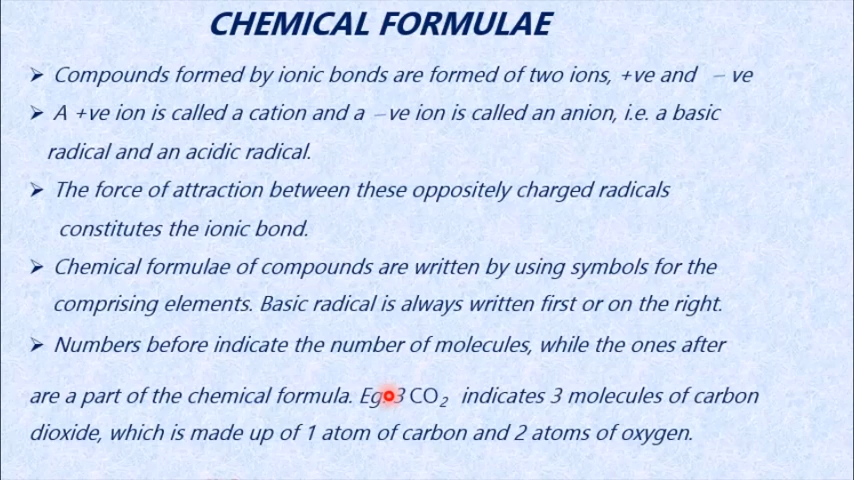 CHEMICAL FORMULAE
➢ Compounds formed by ionic bonds are formed of two ions, +ve and – ve
➢ A +ve ion is called a cation and a –ve ion is called an anion, i.e. a basic
radical and an acidic radical.
➢ The force of attraction between these oppositely charged radicals
constitutes the ionic bond.
➢ Chemical formulae of compounds are written by using symbols for the
comprising elements. Basic radical is always written first or on the right.
➢ Numbers before indicate the number of molecules, while the ones after
are a part of the chemical formula. Eg 3 CO₂ indicates 3 molecules of carbon
dioxide, which is made up of 1 atom of carbon and 2 atoms of oxygen.